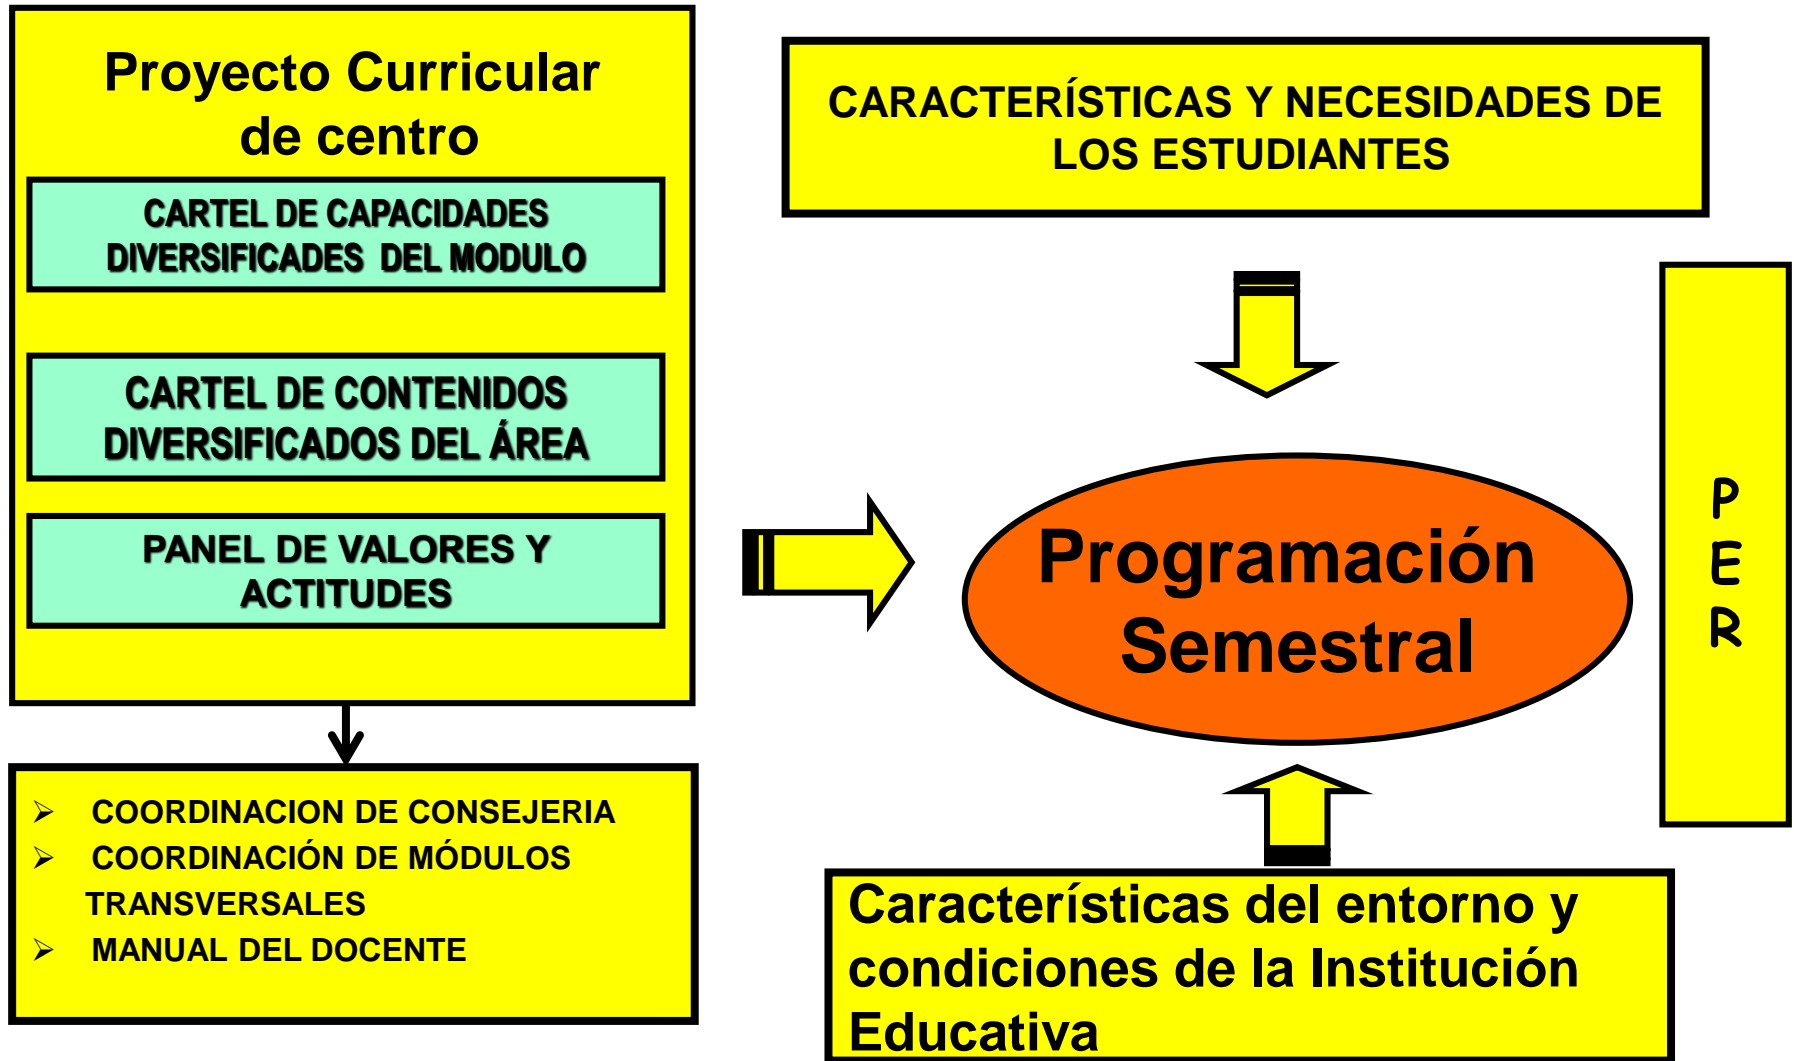 Proyecto Curricular
de centro
CARTEL DE CAPACIDADES
DIVERSIFICADES DEL MODULO
CARTEL DE CONTENIDOS
DIVERSIFICADOS DEL ÁREA
PANEL DE VALORES Y
ACTITUDES
➢ COORDINACION DE CONSEJERIA
➢ COORDINACIÓN DE MÓDULOS
TRANSVERSALES
➢ MANUAL DEL DOCENTE
CARACTERÍSTICAS Y NECESIDADES DE
LOS ESTUDIANTES
Programación
Semestral
Características del entorno y
condiciones de la Institución
Educativa
P
E
R